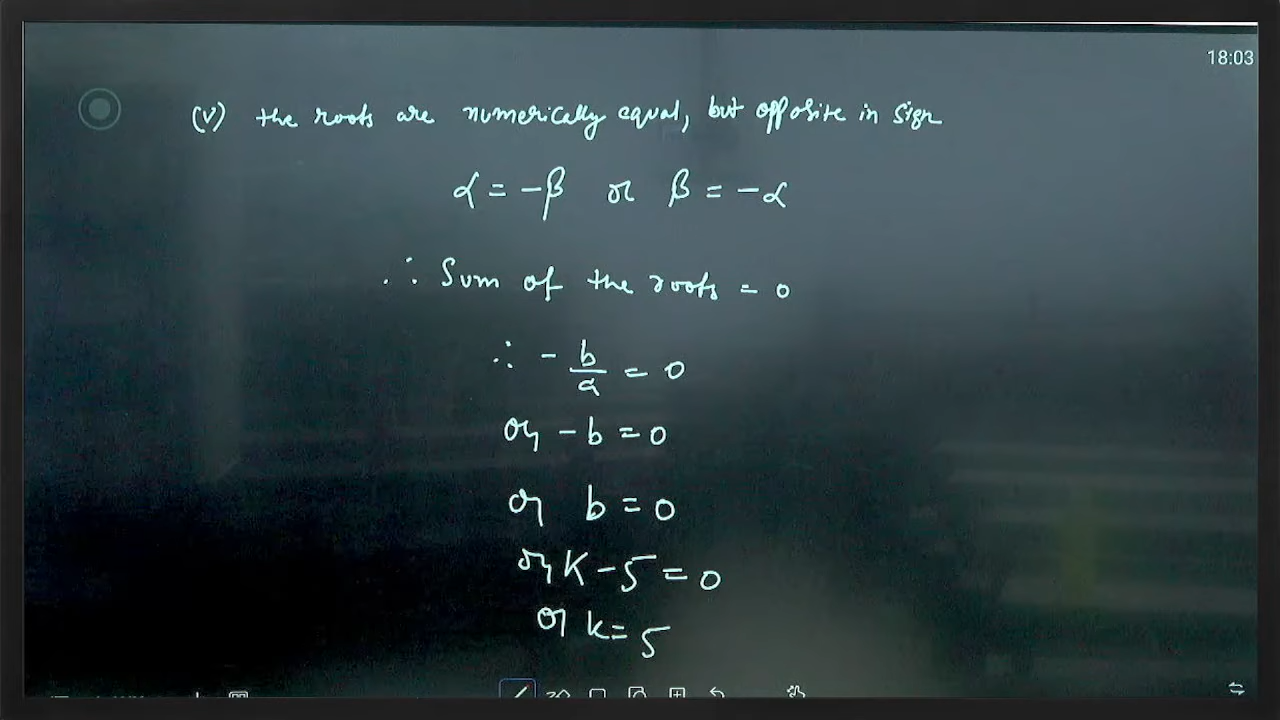 18:03
(v) the roots are numerically equal, but opposite in sign
α = -β or β = -α
∴ Sum of the roots = 0
∴ - b/a = 0
or, - b = 0
or, b = 0
or, K - 5 = 0
or, k = 5